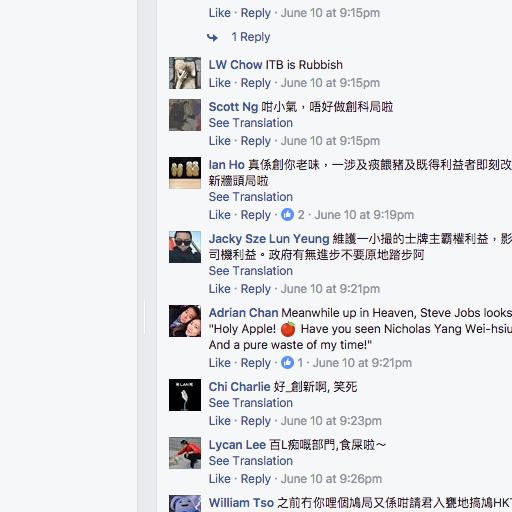 Like · Reply · June 10 at 9:15pm
1 Reply
LW Chow ITB is Rubbish
Like · Reply · June 10 at 9:15pm
Scott Ng 咁小氣，唔好做創科局啦
See Translation
Like · Reply · June 10 at 9:15pm
Ian Ho 真係創你老味，一涉及痰餵豬及既得利益者即刻改
新牆頭局啦
See Translation
Like · Reply · 2 · June 10 at 9:19pm
Jacky Sze Lun Yeung 維護一小撮的士牌主霸權利益，影
司機利益。政府有無進步不要原地踏步阿
See Translation
Like · Reply · June 10 at 9:21pm
Adrian Chan Meanwhile up in Heaven, Steve Jobs looks
"Holy Apple! 🍎 Have you seen Nicholas Yang Wei-hsiu
And a pure waste of my time!"
Like · Reply · 1 · June 10 at 9:21pm
Chi Charlie 好_創新啊, 笑死
See Translation
Like · Reply · June 10 at 9:23pm
Lycan Lee 百L痴嘅部門,食屎啦～
See Translation
Like · Reply · June 10 at 9:26pm
William Tso 之前冇你哩個鳩局又係咁請君入甕地搞鳩HKT